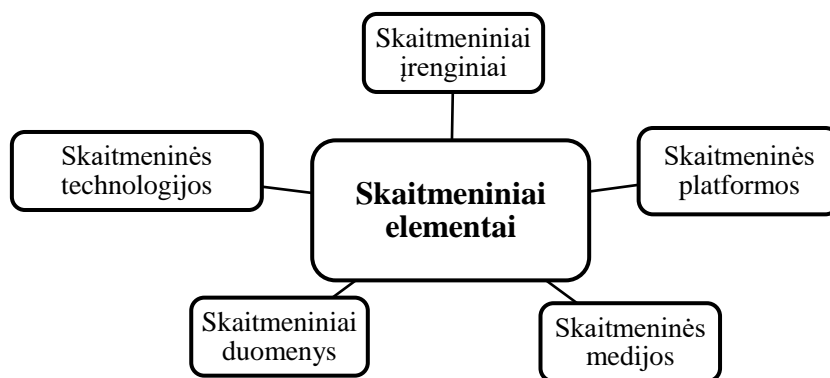 Skaitmeniniai
įrenginiai
Skaitmeninės
technologijos
Skaitmeniniai
elementai
Skaitmeninės
platformos
Skaitmeniniai
duomenys
Skaitmeninės
medijos